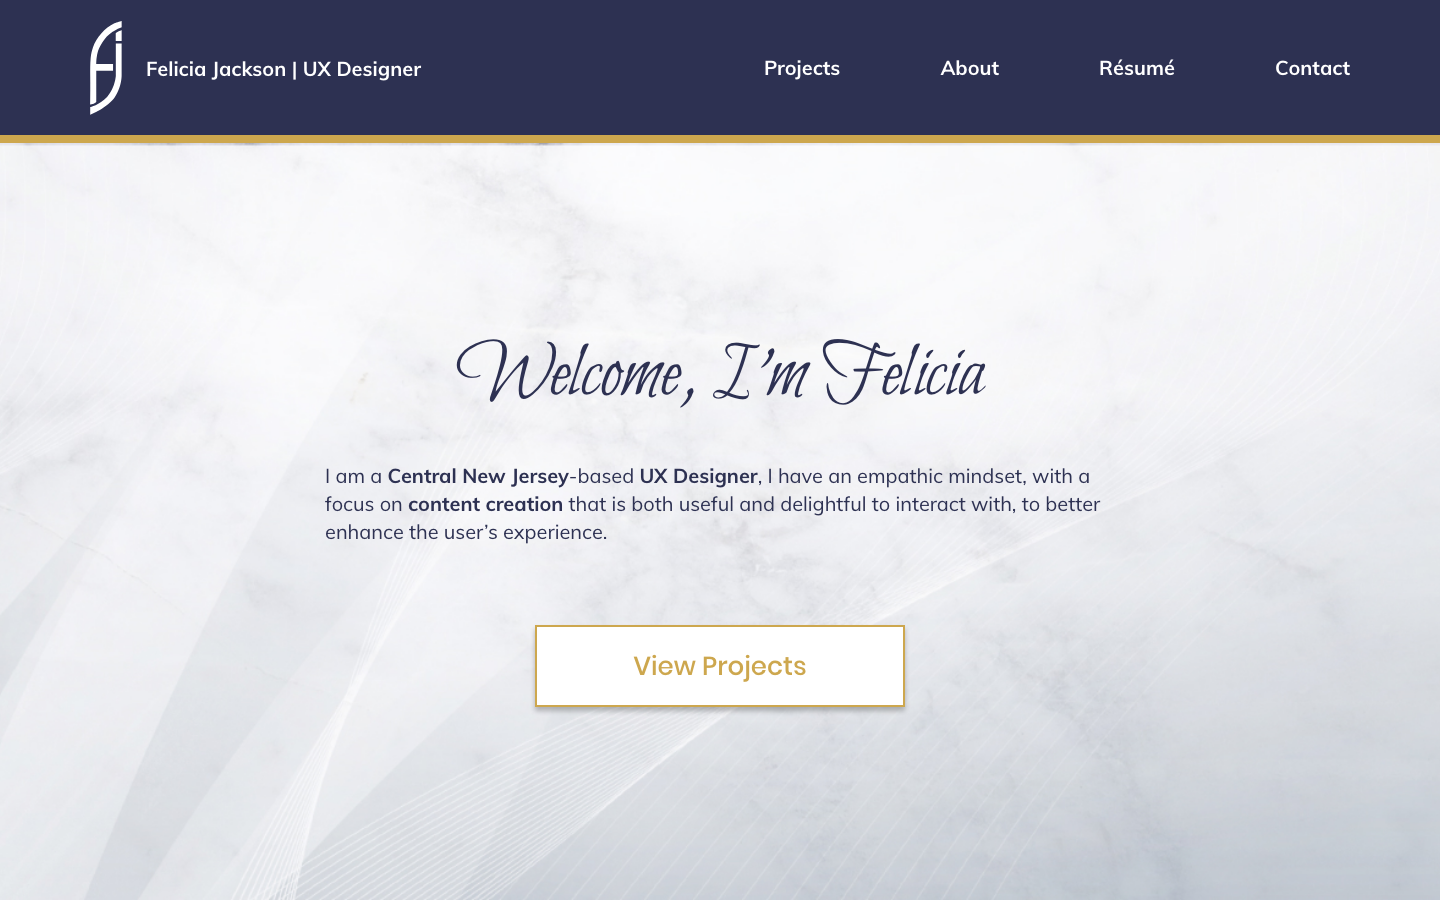 Felicia Jackson | UX Designer
Projects
About
Résumé
Contact
Welcome, I’m Felicia
I am a Central New Jersey-based UX Designer, I have an empathic mindset, with a
focus on content creation that is both useful and delightful to interact with, to better
enhance the user’s experience.
View Projects